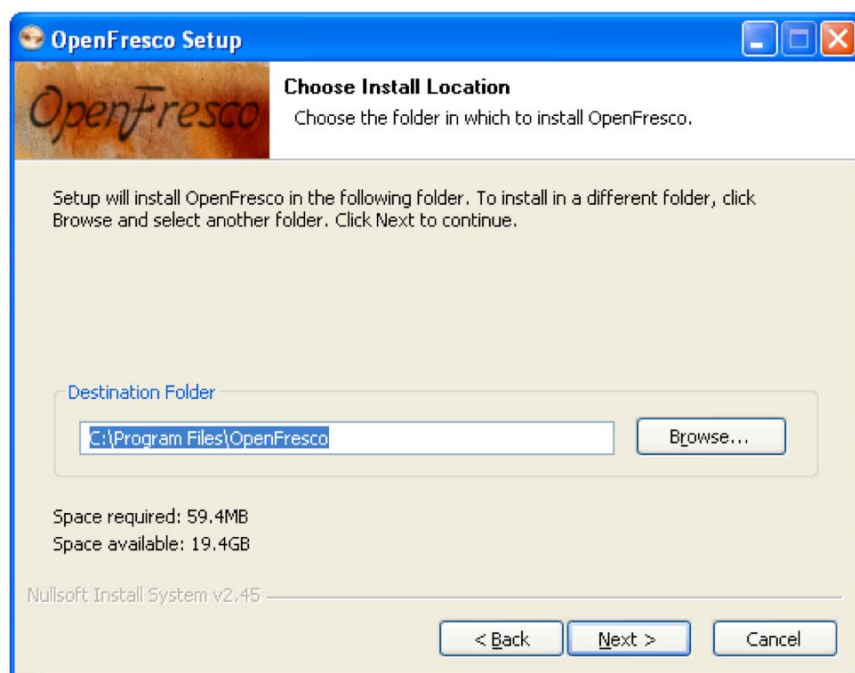 OpenFresco Setup
OpenFresco
Choose Install Location
Choose the folder in which to install OpenFresco.
Setup will install OpenFresco in the following folder. To install in a different folder, click
Browse and select another folder. Click Next to continue.
Destination Folder
C:\Program Files\OpenFresco
Browse...
Space required: 59.4MB
Space available: 19.4GB
Nullsoft Install System v2.45
< Back
Next >
Cancel